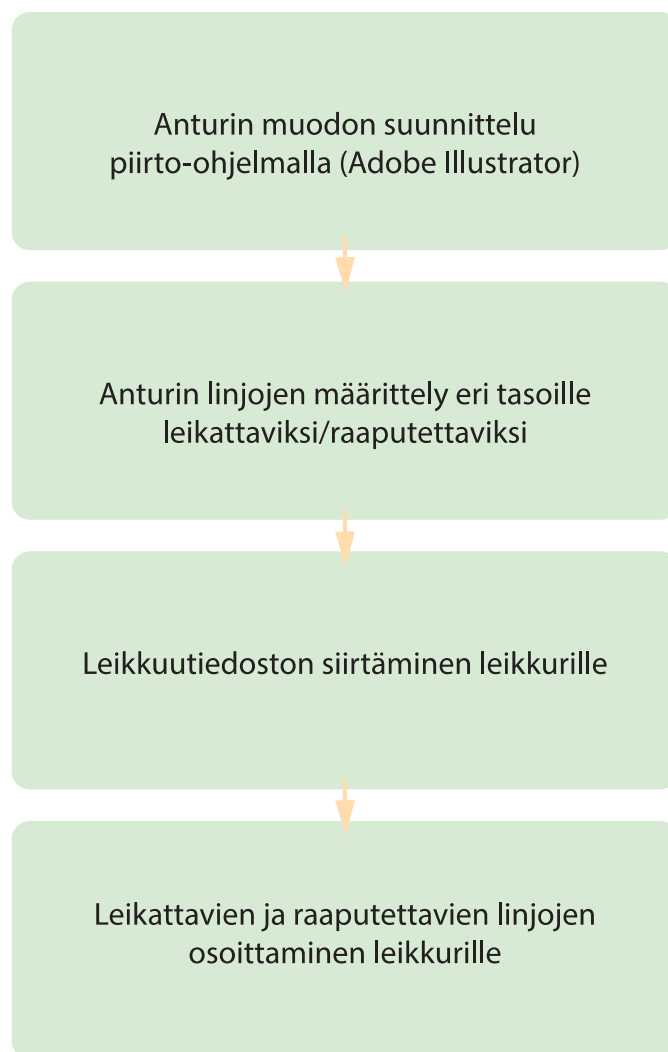 Anturin muodon suunnittelu
piirto-ohjelmalla (Adobe Illustrator)
Anturin linjojen määrittely eri tasoille
leikattaviksi/raaputettaviksi
Leikkuutiedoston siirtäminen leikkurille
Leikattavien ja raaputettavien linjojen
osoittaminen leikkurille